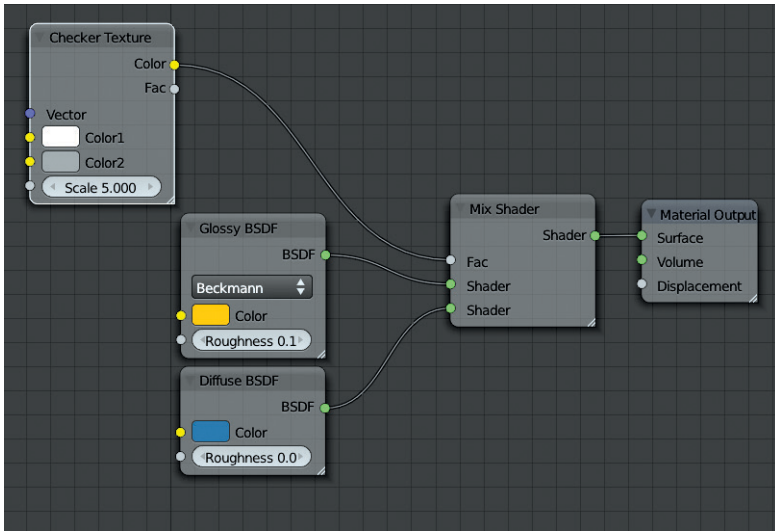 Checker Texture
Color
Fac
Vector
Color1
Color2
Scale 5.000
Glossy BSDF
BSDF
Beckmann
Color
Roughness 0.1
Diffuse BSDF
BSDF
Color
Roughness 0.0
Mix Shader
Shader
Fac
Shader
Shader
Material Output
Surface
Volume
Displacement